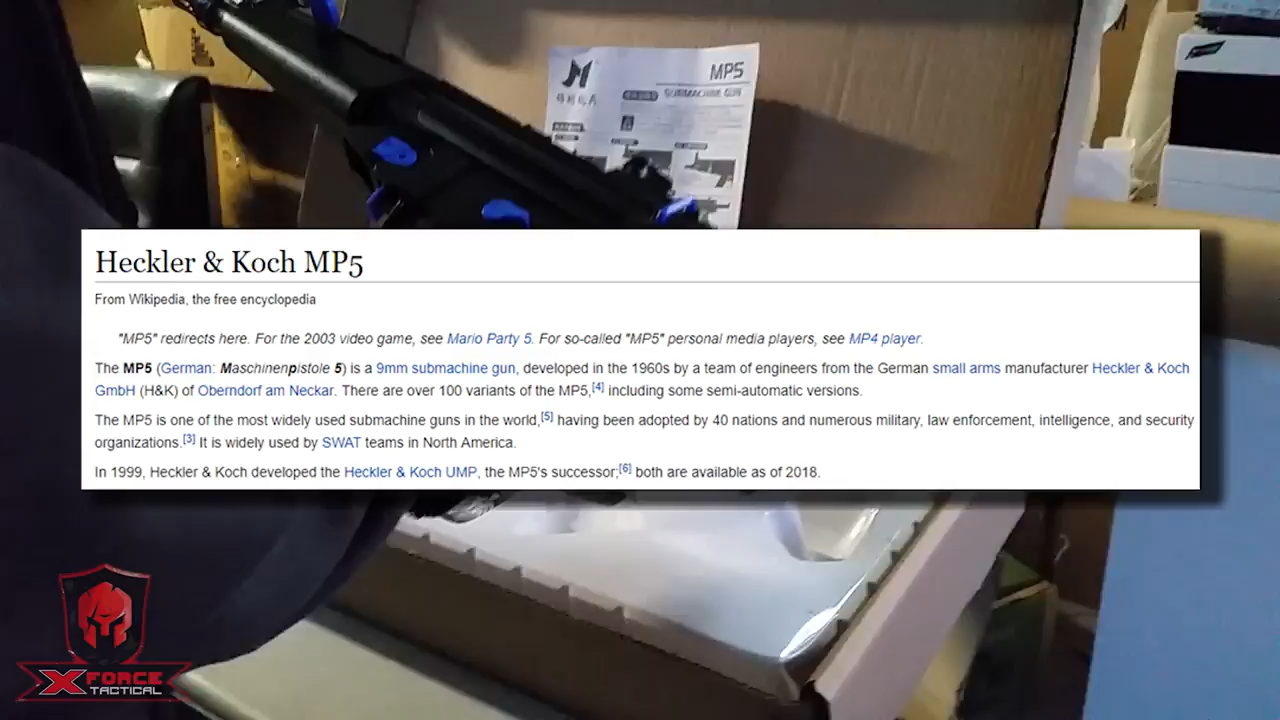 MP5
SUBMACHINE GUN
Heckler & Koch MP5
From Wikipedia, the free encyclopedia
"MP5" redirects here. For the 2003 video game, see Mario Party 5. For so-called "MP5" personal media players, see MP4 player.
The MP5 (German: Maschinenpistole 5) is a 9mm submachine gun, developed in the 1960s by a team of engineers from the German small arms manufacturer Heckler & Koch
GmbH (H&K) of Oberndorf am Neckar. There are over 100 variants of the MP5,[4] including some semi-automatic versions.
The MP5 is one of the most widely used submachine guns in the world,[5] having been adopted by 40 nations and numerous military, law enforcement, intelligence, and security
organizations.[3] It is widely used by SWAT teams in North America.
In 1999, Heckler & Koch developed the Heckler & Koch UMP, the MP5's successor;[6] both are available as of 2018.
X FORCE
TACTICAL